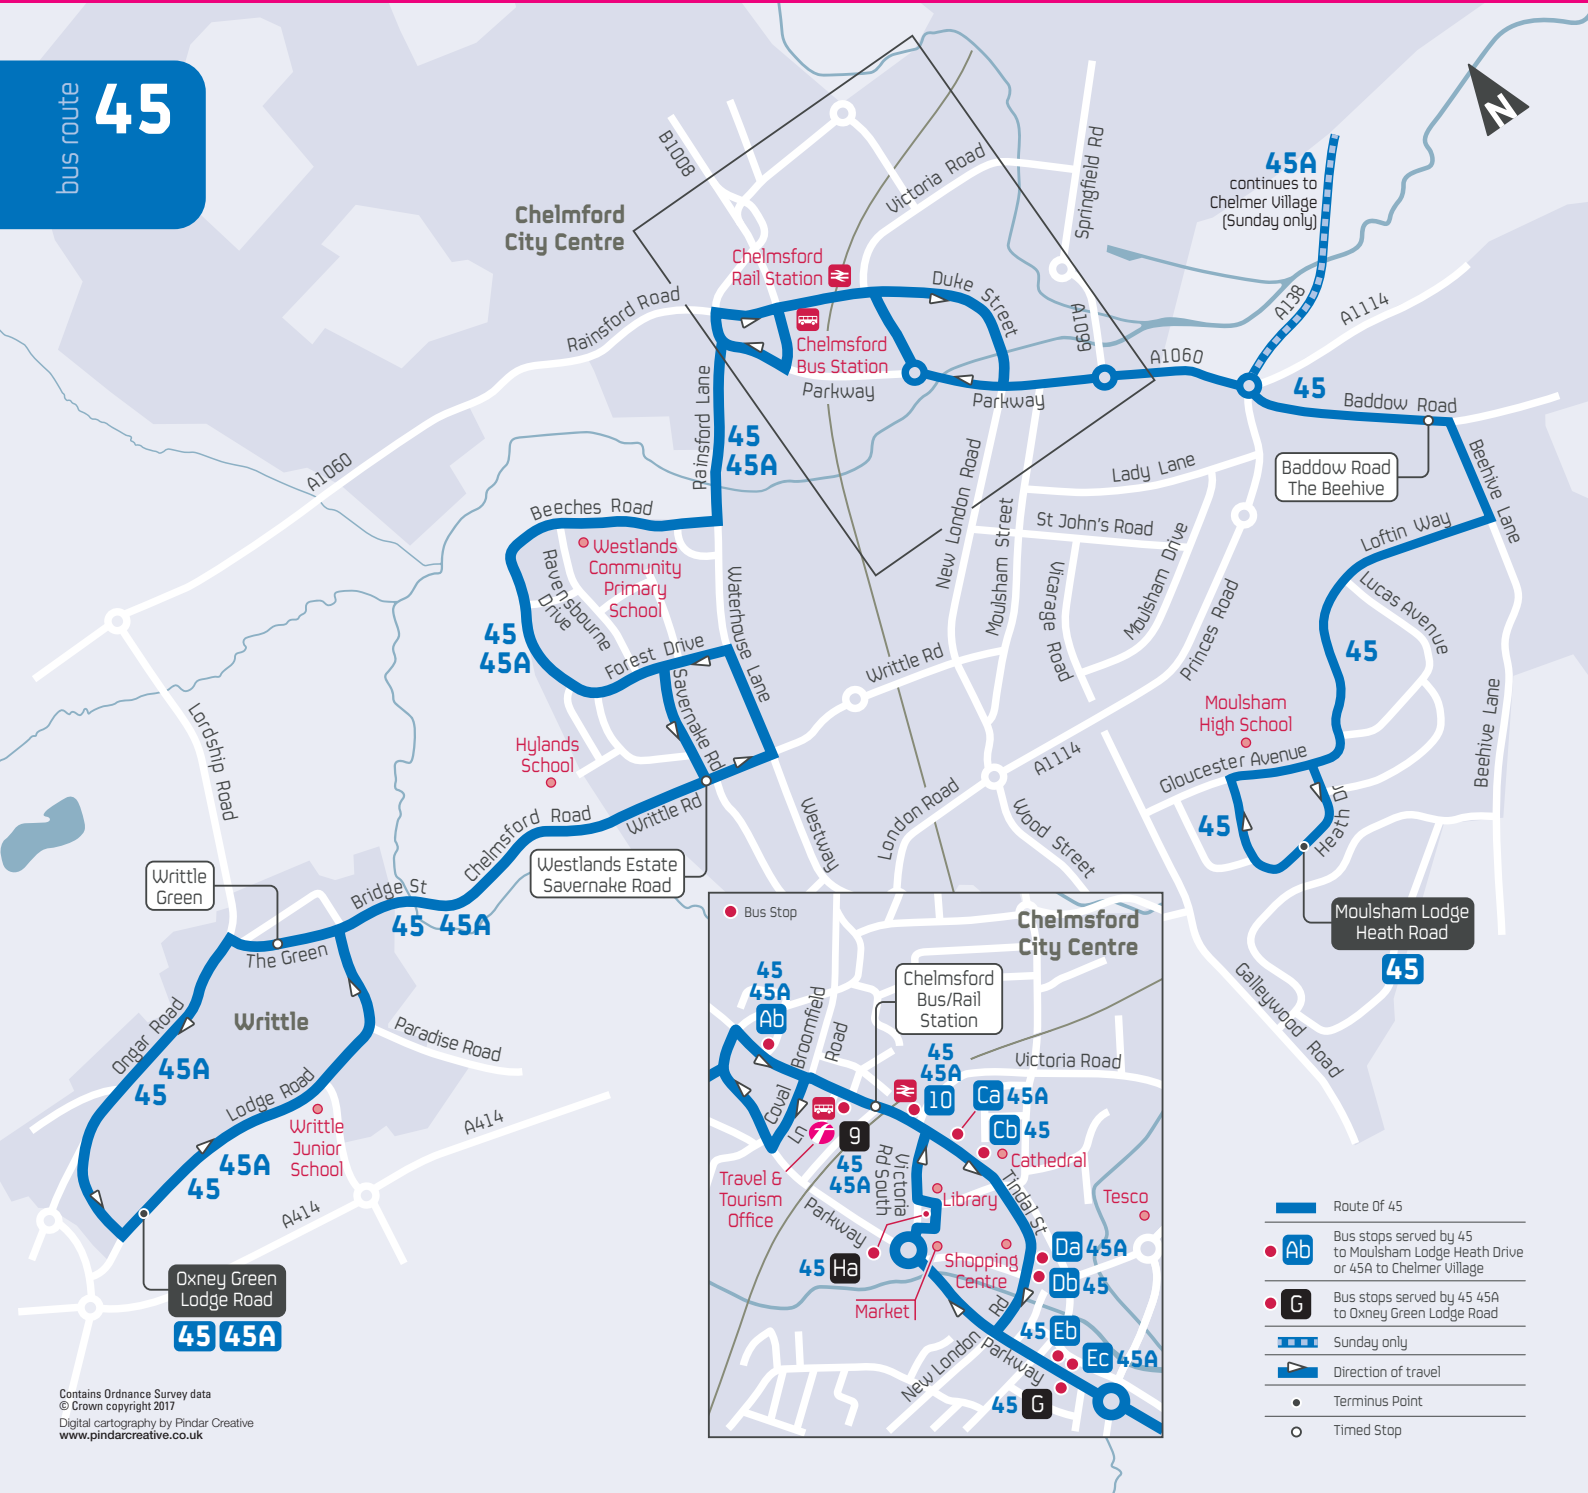 bus route
45
B1008
Victoria Road
Springfield Rd
N
45A
continues to
Chelmer Village
(Sunday only)
Chelmford
City Centre
Chelmsford
Rail Station
Duke Street
Rainsford Road
Chelmsford
Bus Station
A1099
A138
A1114
A1060
Parkway
Parkway
45
Baddow Road
Rainsford Lane
45
45A
Beehive Lane
Baddow Road
The Beehive
Lady Lane
A1060
New London Road
Moulsham Street
St John's Road
Moulsham Drive
Loftin Way
Beeches Road
Westlands
Community
Primary
School
Ravensbourne
Drive
Waterhouse Lane
Vicarage Road
Princes Road
Lucas Avenue
45
45A
Forest Drive
Savernake Rd
Writtle Rd
45
Lordship Road
Hylands
School
Moulsham
High School
Gloucester Avenue
Beehive Lane
A1114
London Road
Wood Street
Westway
Chelmsford Road
Writtle Rd
45
Heath Dr
Writtle
Green
Westlands Estate
Savernake Road
Bridge St
45 45A
The Green
Moulsham Lodge
Heath Road
45
Galleywood Road
Ongar Road
Writtle
Paradise Road
45A
45
Lodge Road
Writtle
Junior
School
A414
45A
45
A414
Oxney Green
Lodge Road
45 45A
Bus Stop
Chelmsford
City Centre
45
45A
Ab
Broomfield
Road
Chelmsford
Bus/Rail
Station
Victoria Road
45
45A
10
Ca 45A
Cb 45
Cathedral
Coval
Ln
9
45
45A
Travel &
Tourism
Office
Victoria
Rd South
Library
Tindal St
Tesco
Parkway
45 Ha
Shopping
Centre
Market
Da 45A
Db 45
New London
Rd
Parkway
45 Eb
Ec 45A
45 G
Route Of 45
Ab
Bus stops served by 45
to Moulsham Lodge Heath Drive
or 45A to Chelmer Village
G
Bus stops served by 45 45A
to Oxney Green Lodge Road
Sunday only
Direction of travel
Terminus Point
Timed Stop
Contains Ordnance Survey data
© Crown copyright 2017
Digital cartography by Pindar Creative
www.pindarcreative.co.uk